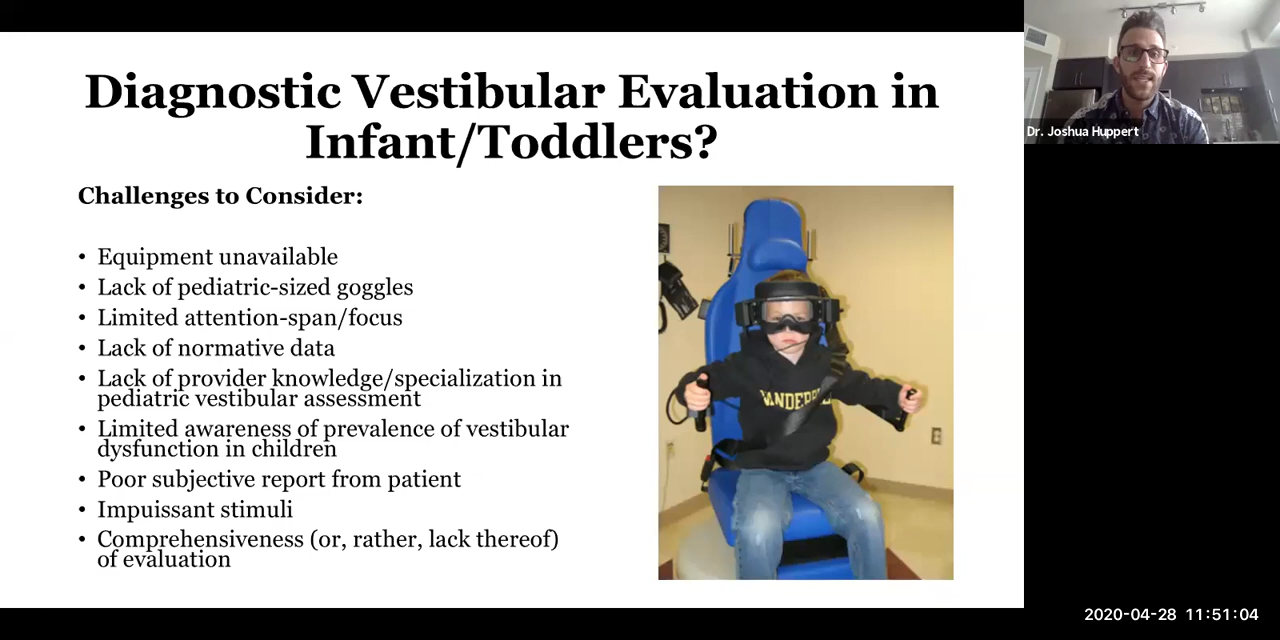 Diagnostic Vestibular Evaluation in
Infant/Toddlers?
Challenges to Consider:
• Equipment unavailable
• Lack of pediatric-sized goggles
• Limited attention-span/focus
• Lack of normative data
• Lack of provider knowledge/specialization in
pediatric vestibular assessment
• Limited awareness of prevalence of vestibular
dysfunction in children
• Poor subjective report from patient
• Impuissant stimuli
• Comprehensiveness (or, rather, lack thereof)
of evaluation
Dr. Joshua Huppert
2020-04-28 11:51:04